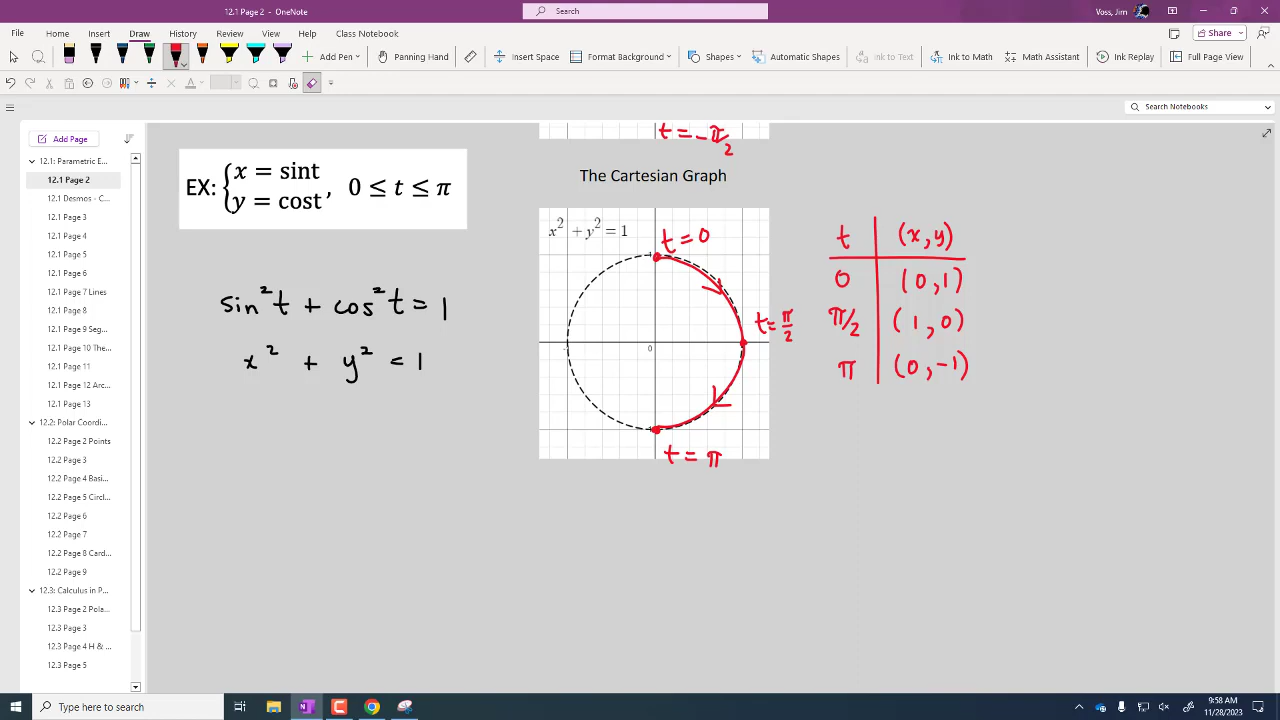 12.1 Page 2 - OneNote
Search
Voss, Jim
File Home Insert Draw History Review View Help Class Notebook
Share
Add Pen
Panning Hand
Insert Space
Format Background
Shapes
Automatic Shapes
Ink to Text
Ink to Math
Math Assistant
Ink Replay
Full Page View
Search Notebooks
Add Page
12.1: Parametric E...
12.1 Page 2
12.1 Desmos - C...
12.1 Page 3
12.1 Page 4
12.1 Page 5
12.1 Page 6
12.1 Page 7 Lines
12.1 Page 8
12.1 Page 9 Seg...
12.1 Page 10 The...
12.1 Page 11
12.1 Page 12 Arc...
12.1 Page 13
12.2: Polar Coordi...
12.2 Page 2 Points
12.2 Page 3
12.2 Page 4 Basi...
12.2 Page 5 Circl...
12.2 Page 6
12.2 Page 7
12.2 Page 8 Card...
12.2 Page 9
12.3: Calculus in P...
12.3 Page 2 Pola...
12.3 Page 3
12.3 Page 4 H & ...
12.3 Page 5
EX: { x = sint
y = cost , 0 ≤ t ≤ π
sin²t + cos²t = 1
x² + y² = 1
t = -π/2
The Cartesian Graph
x² + y² = 1
t = 0
t = π/2
0
t = π
t | (x, y)
0 | (0, 1)
π/2 | (1, 0)
π | (0, -1)
Type here to search
9:58 AM
11/28/2023